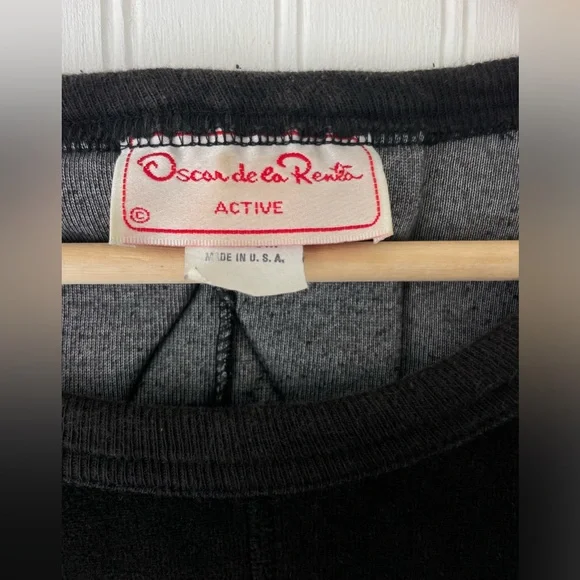 Oscar de la Renta
ACTIVE
©
MADE IN U.S.A.